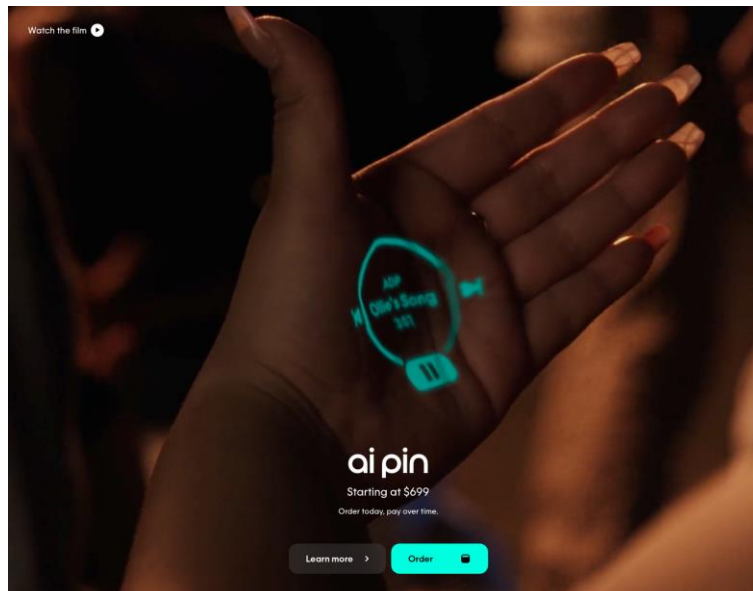 Watch the film
ADP
Ollie's Song
3:51
ai pin
Starting at $699
Order today, pay over time.
Learn more
Order